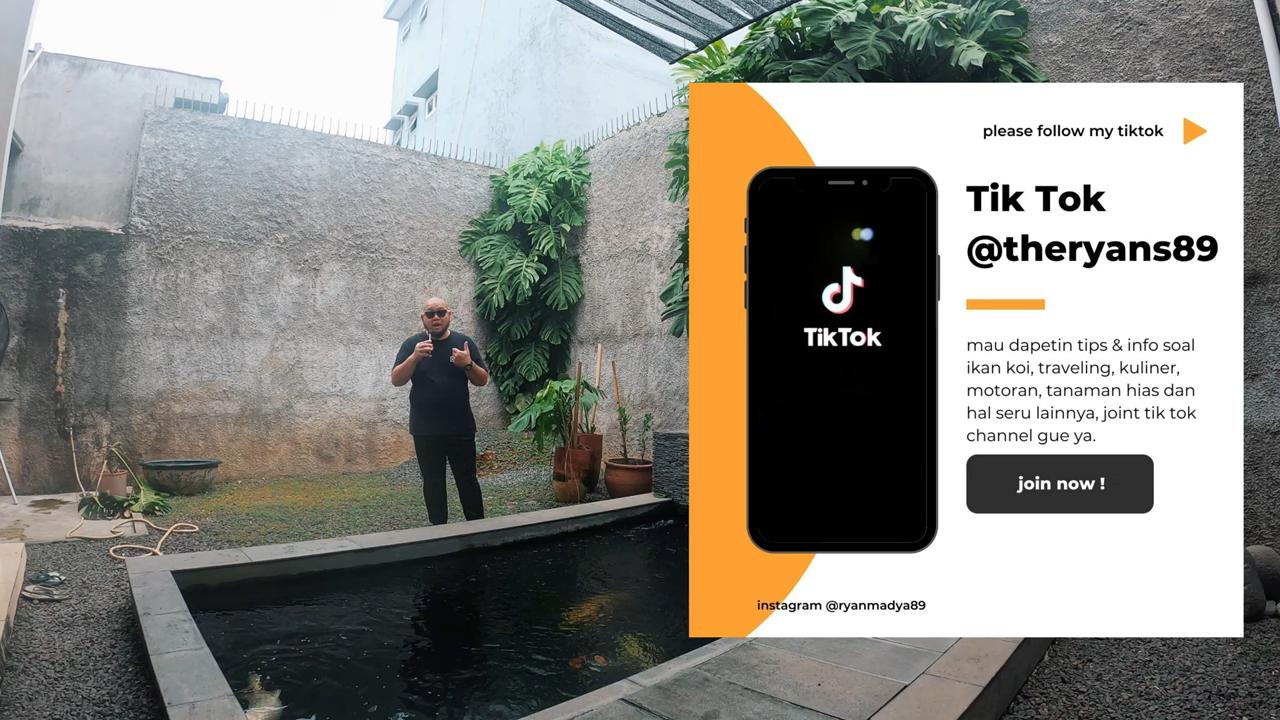 please follow my tiktok
Tik Tok
@theryans89
TikTok
mau dapetin tips & info soal
ikan koi, traveling, kuliner,
motoran, tanaman hias dan
hal seru lainnya, joint tik tok
channel gue ya.
join now !
instagram @ryanmadya89